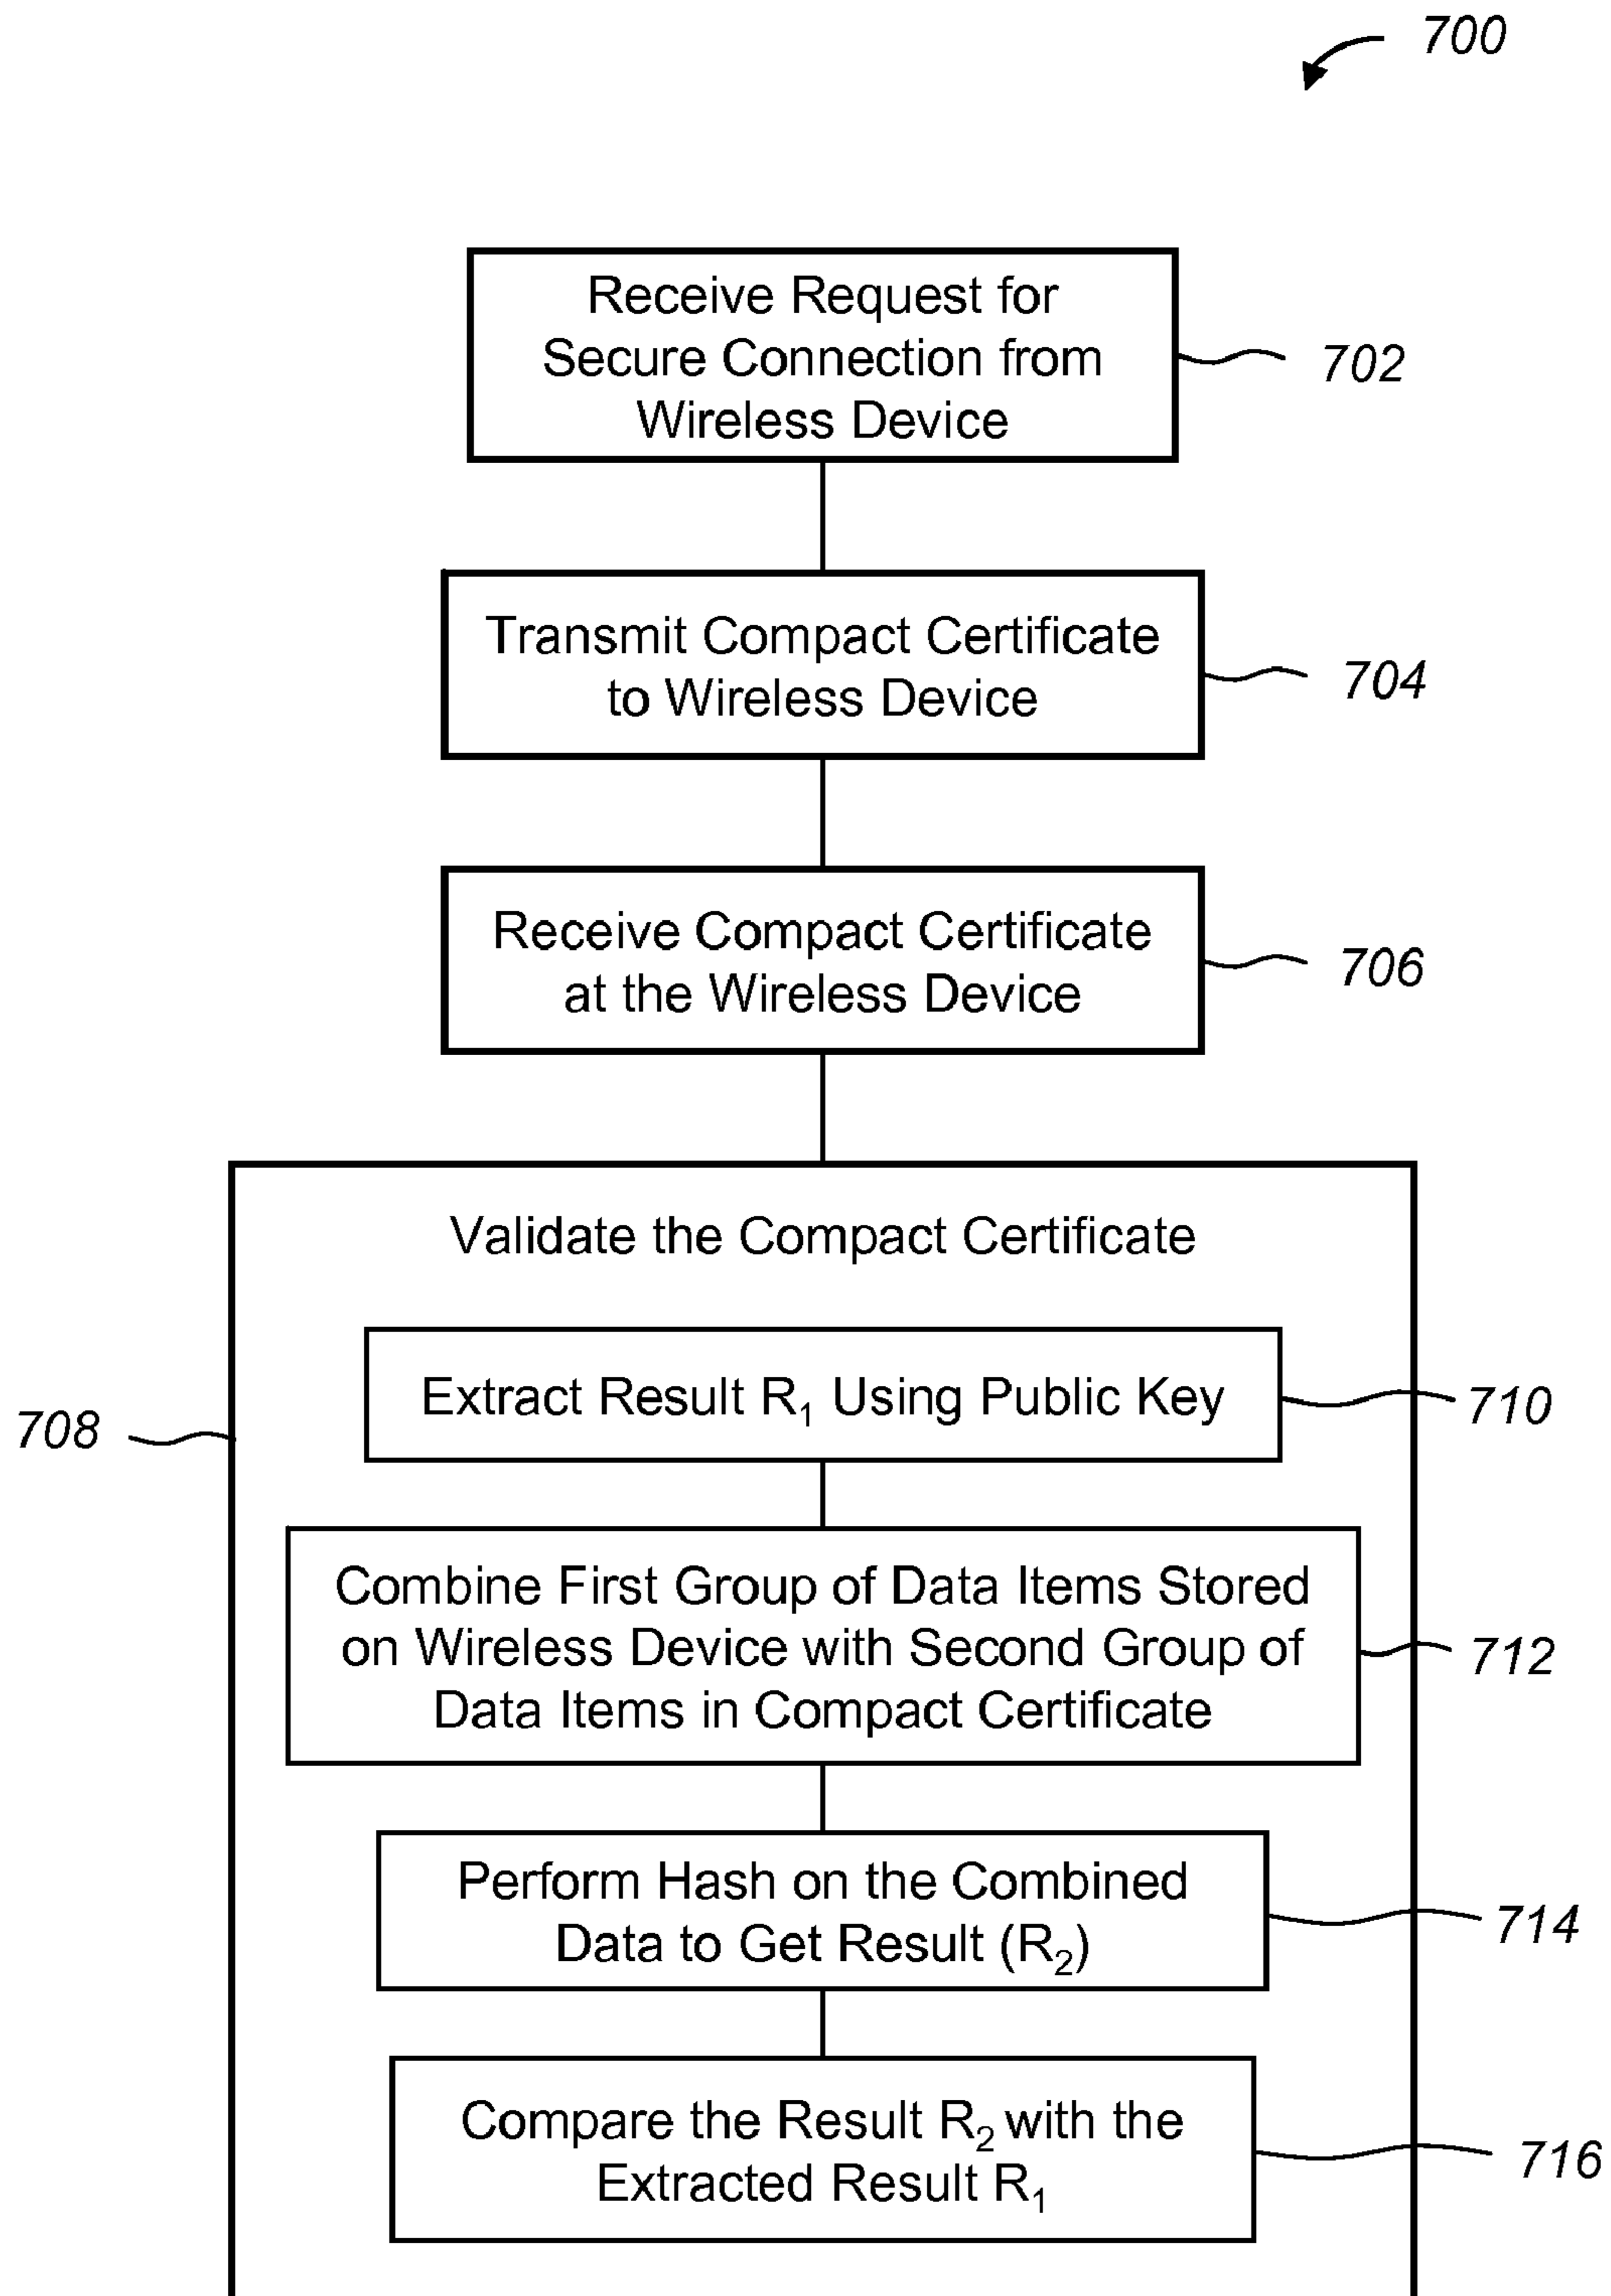 700
Receive Request for
Secure Connection from
Wireless Device
702
Transmit Compact Certificate
to Wireless Device
704
Receive Compact Certificate
at the Wireless Device
706
Validate the Compact Certificate
708
Extract Result R₁ Using Public Key
710
Combine First Group of Data Items Stored
on Wireless Device with Second Group of
Data Items in Compact Certificate
712
Perform Hash on the Combined
Data to Get Result (R₂)
714
Compare the Result R₂ with the
Extracted Result R₁
716